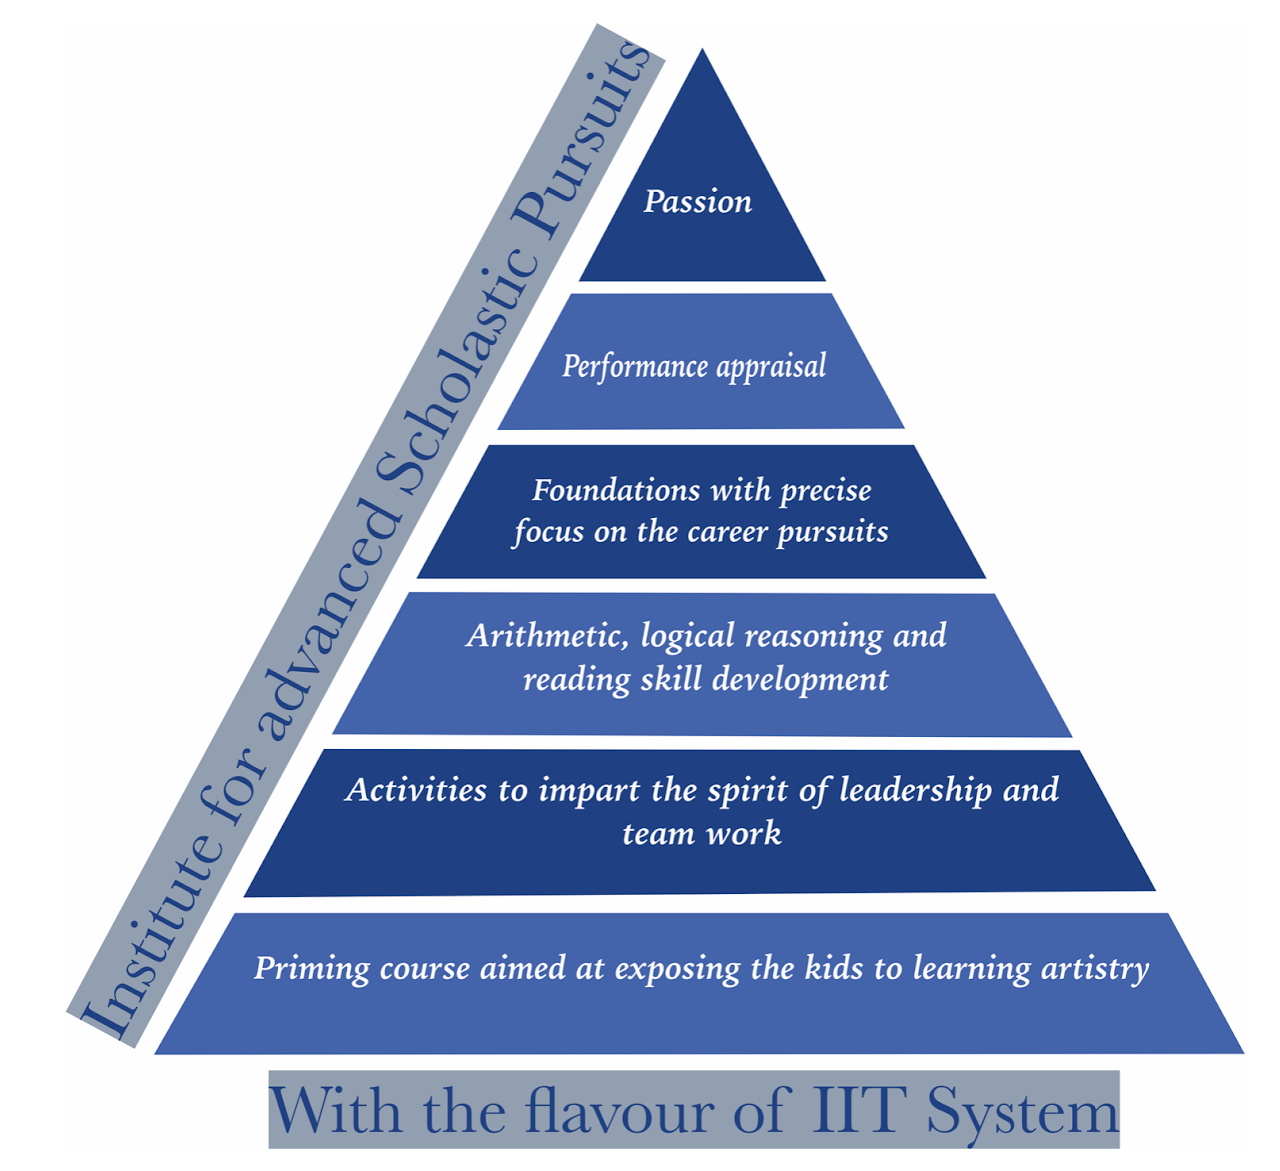 Institute for advanced Scholastic Pursuits
Passion
Performance appraisal
Foundations with precise
focus on the career pursuits
Arithmetic, logical reasoning and
reading skill development
Activities to impart the spirit of leadership and
team work
Priming course aimed at exposing the kids to learning artistry
With the flavour of IIT System